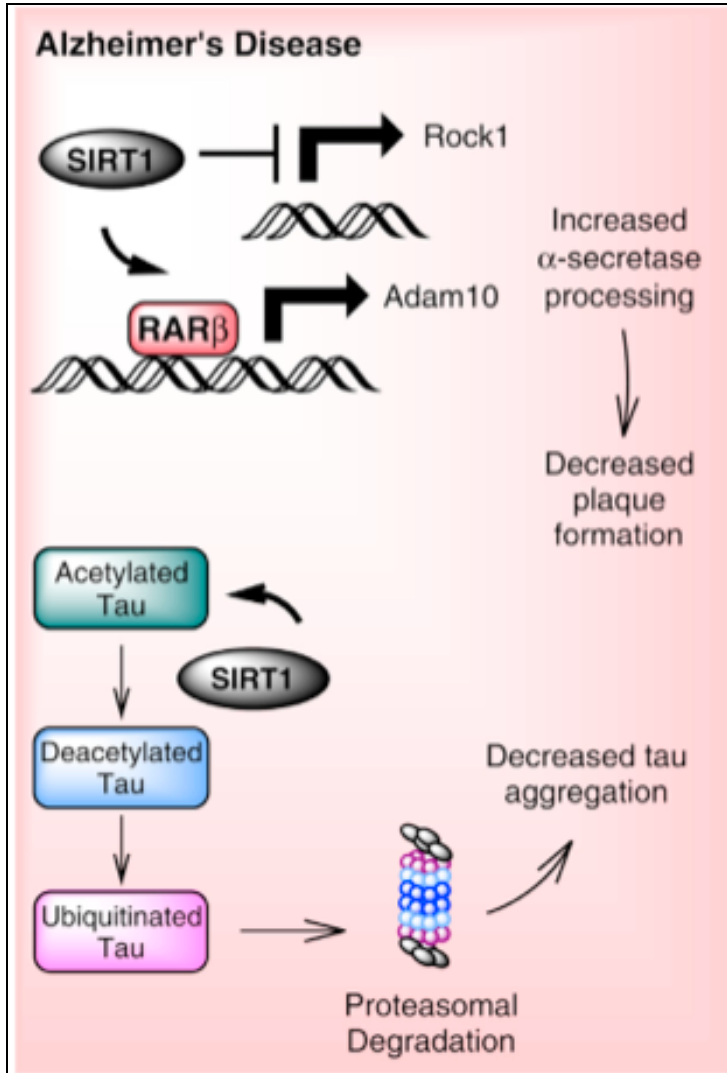 Alzheimer's Disease
SIRT1
Rock1
RARβ
Adam10
Increased
α-secretase
processing
Decreased
plaque
formation
Acetylated
Tau
SIRT1
Deacetylated
Tau
Ubiquitinated
Tau
Proteasomal
Degradation
Decreased tau
aggregation